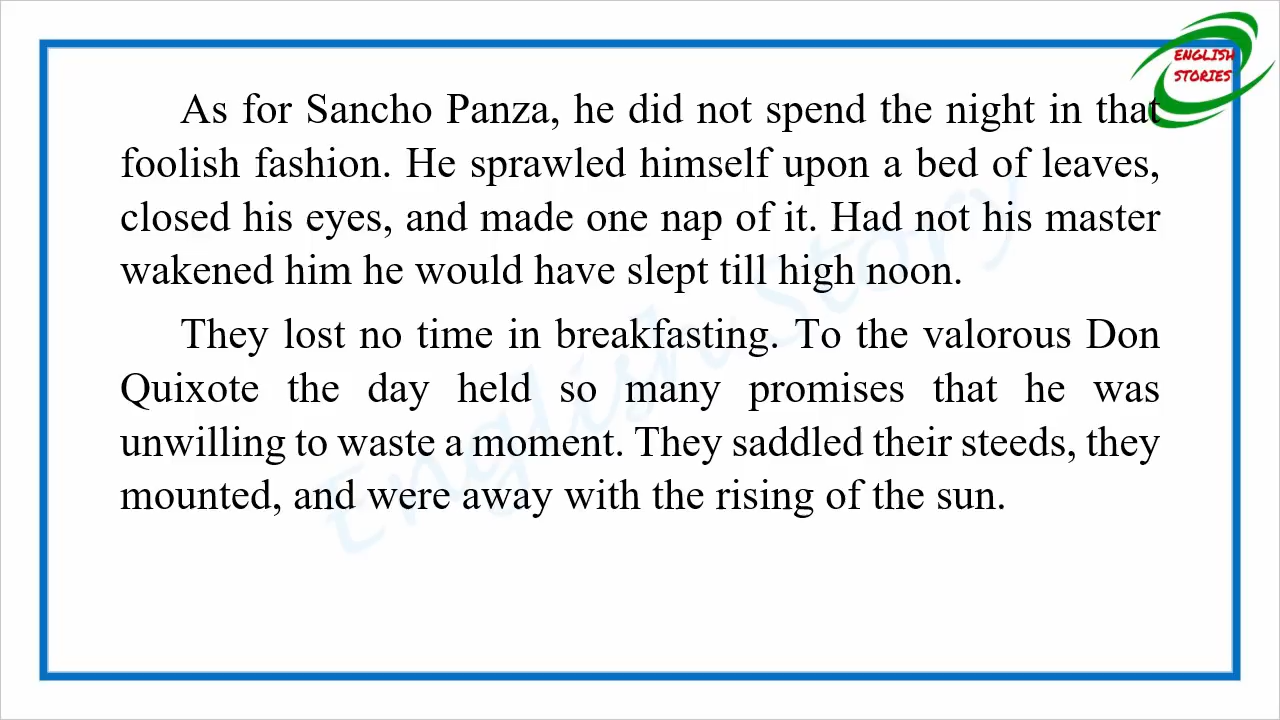 ENGLISH
STORIES
As for Sancho Panza, he did not spend the night in that
foolish fashion. He sprawled himself upon a bed of leaves,
closed his eyes, and made one nap of it. Had not his master
wakened him he would have slept till high noon.
They lost no time in breakfasting. To the valorous Don
Quixote the day held so many promises that he was
unwilling to waste a moment. They saddled their steeds, they
mounted, and were away with the rising of the sun.
English Story